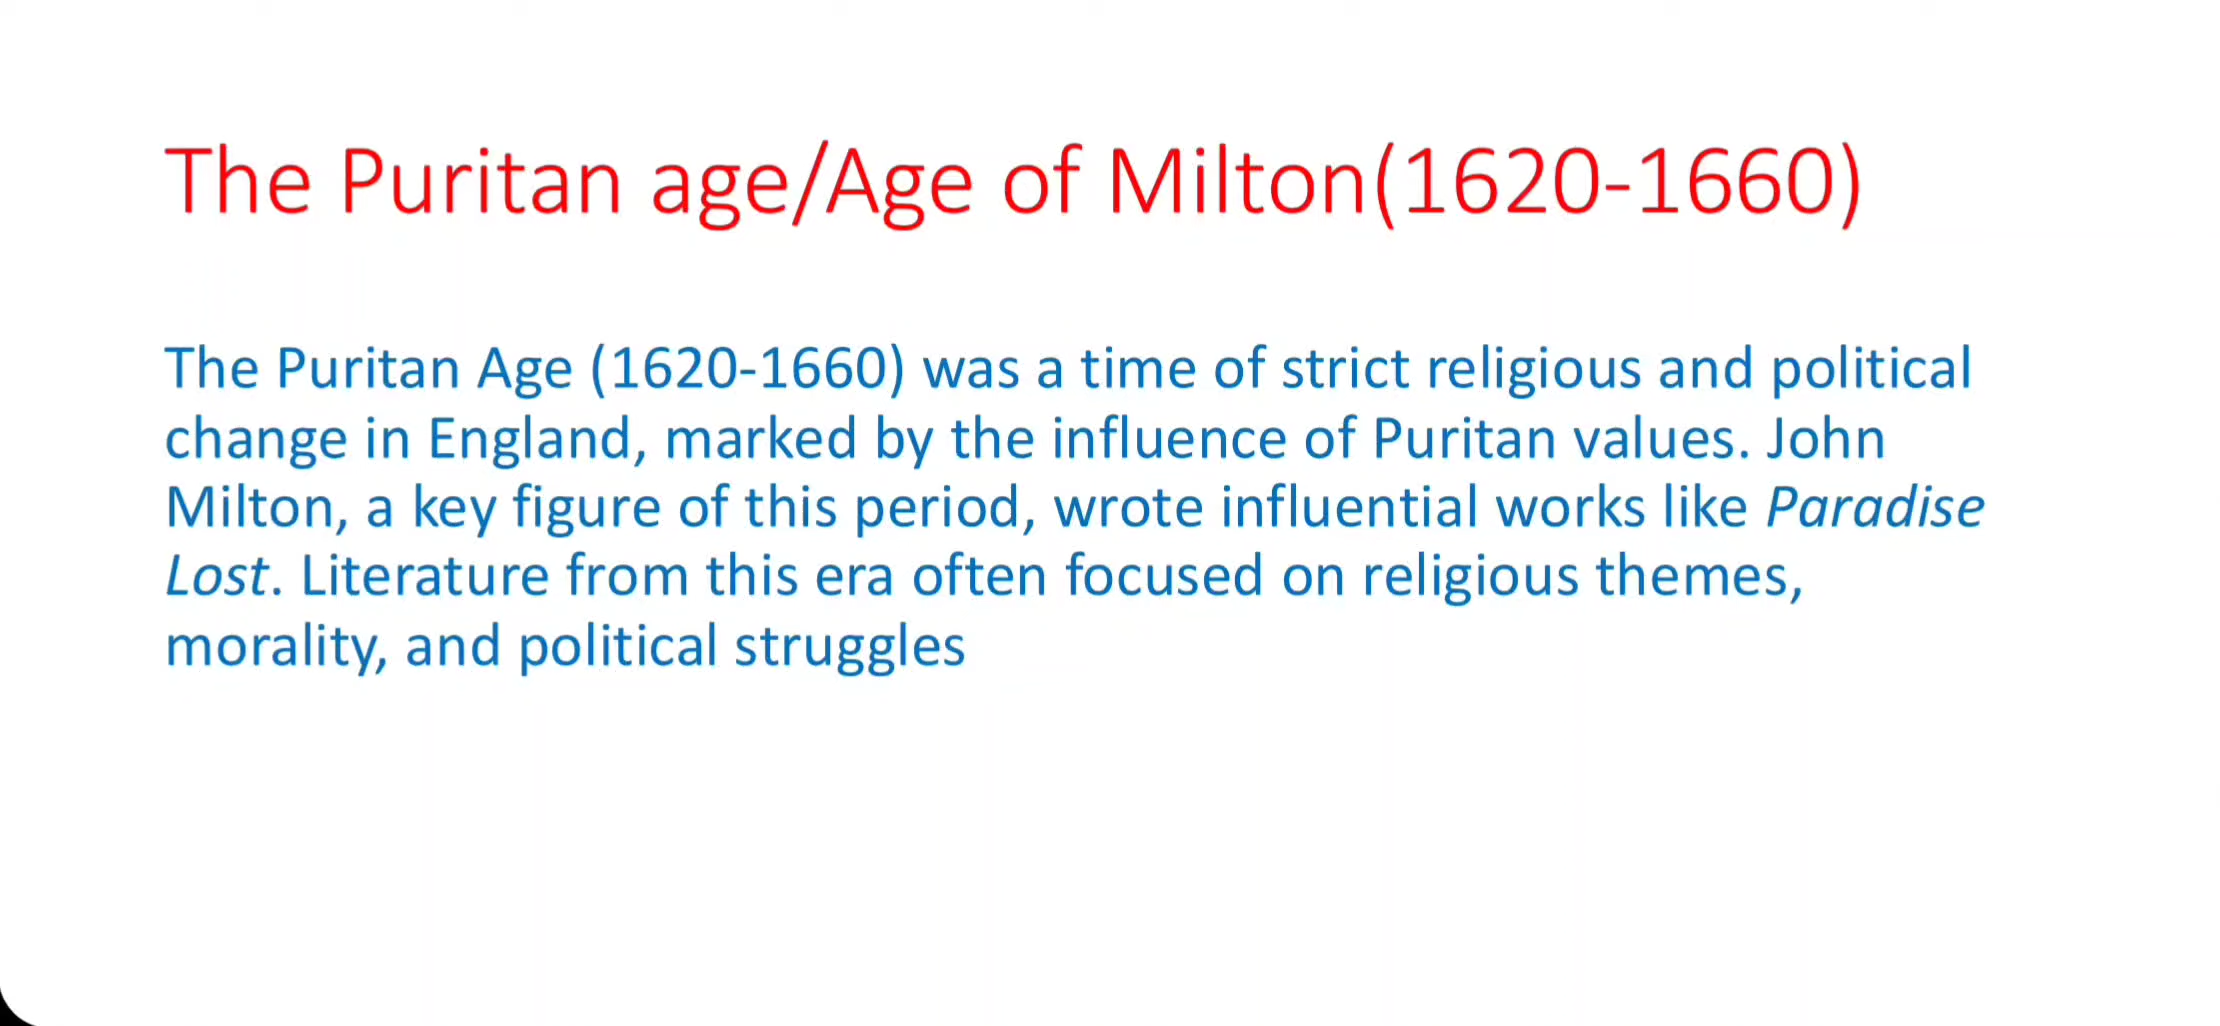 The Puritan age/Age of Milton(1620-1660)
The Puritan Age (1620-1660) was a time of strict religious and political
change in England, marked by the influence of Puritan values. John
Milton, a key figure of this period, wrote influential works like Paradise
Lost. Literature from this era often focused on religious themes,
morality, and political struggles